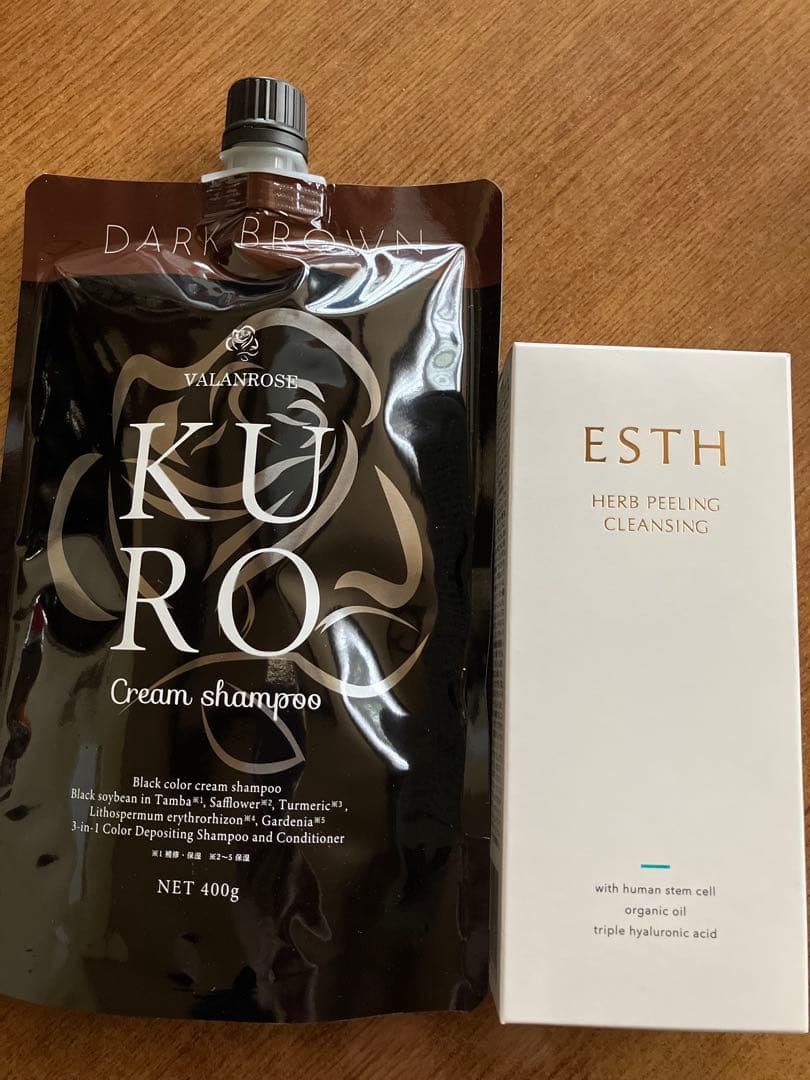 DARK BROWN
VALANROSE
KU
RO
Cream shampoo
Black color cream shampoo
Black soybean in Tamba※1, Safflower※2, Turmeric※3,
Lithospermum erythrorhizon※4, Gardenia※5
3-in-1 Color Depositing Shampoo and Conditioner
※1 補修・保湿 ※2〜5 保湿
NET 400g
ESTH
HERB PEELING
CLEANSING
with human stem cell
organic oil
triple hyaluronic acid